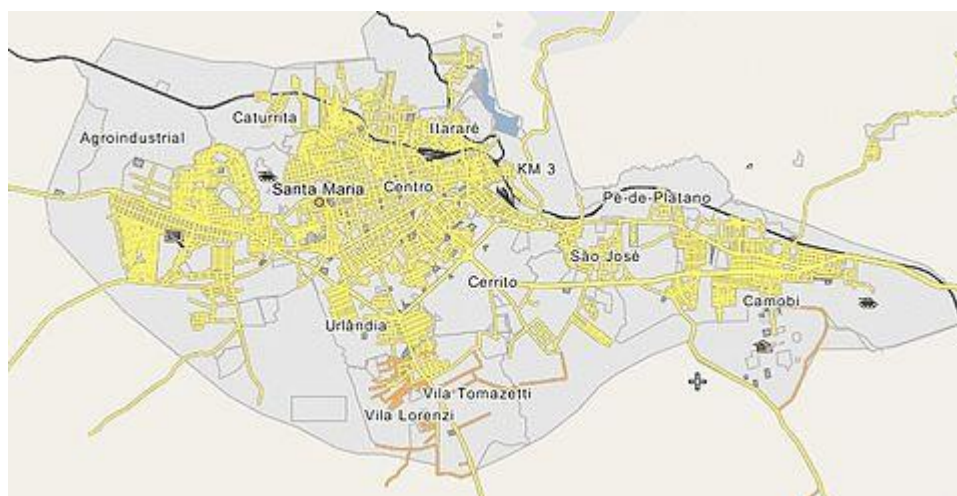 Caturrita
Itararé
Agroindustrial
KM 3
Santa Maria
Centro
Pé-de-Plátano
São José
Cerrito
Camobi
Urlândia
Vila Tomazetti
Vila Lorenzi